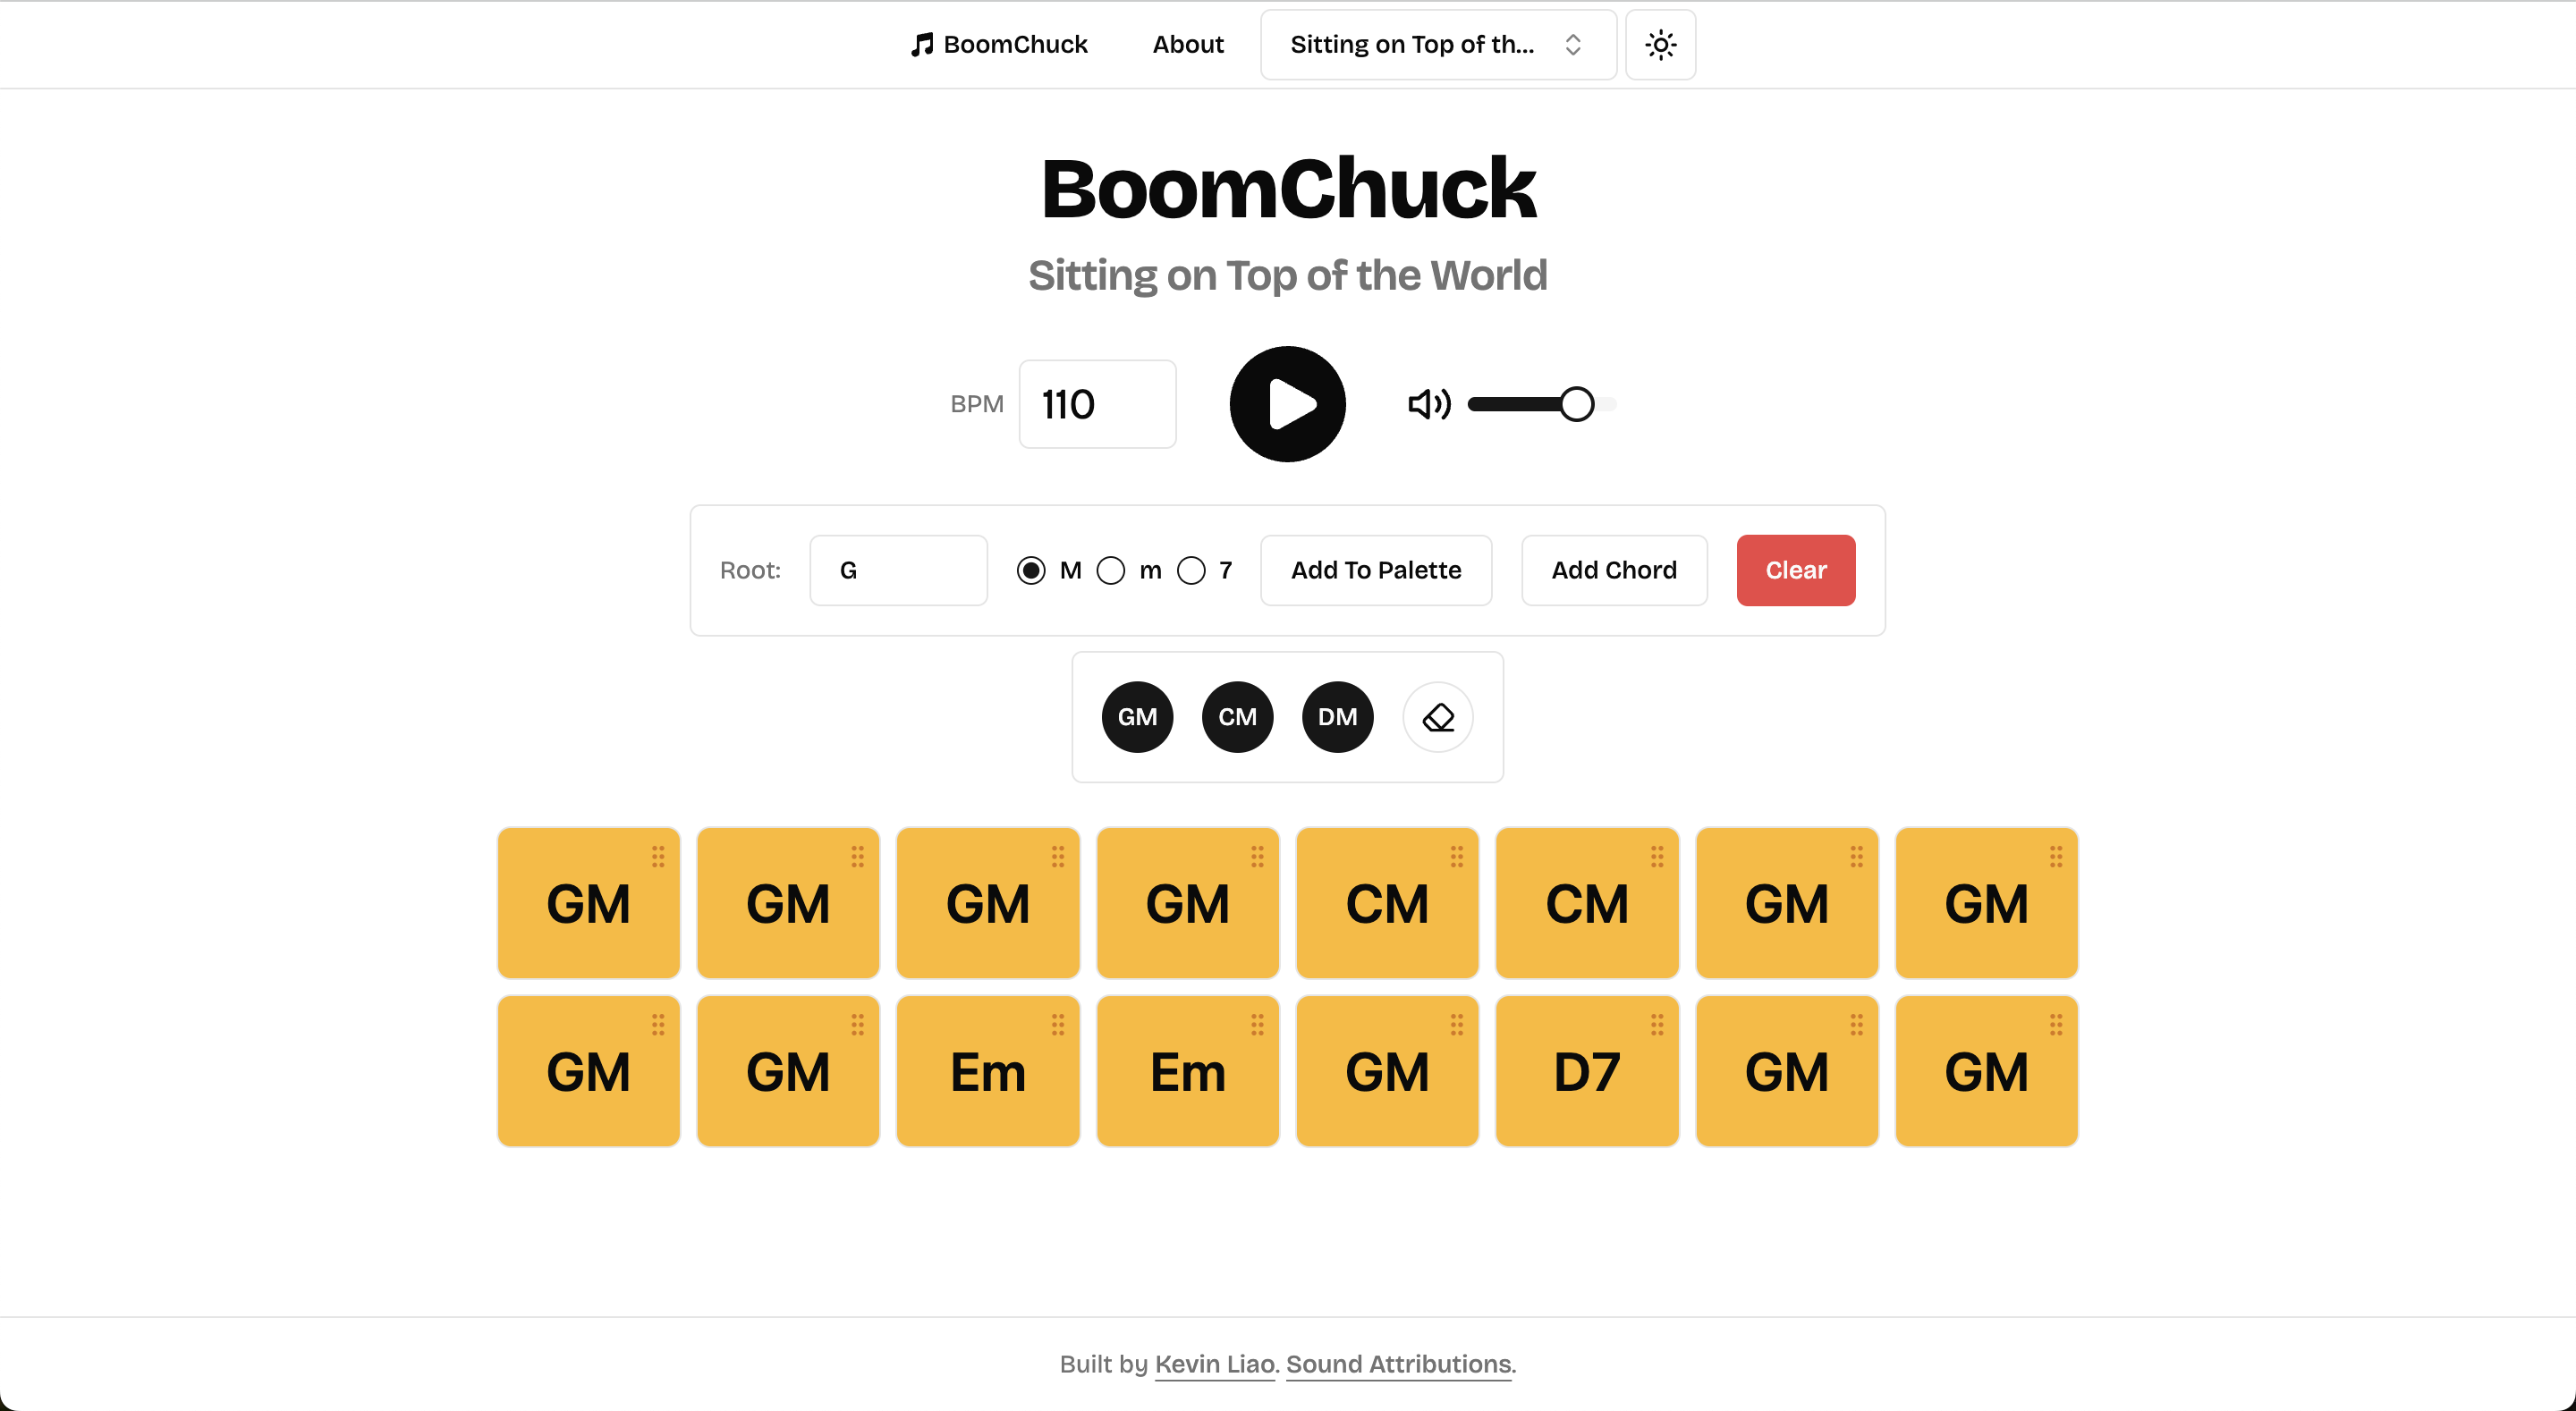 BoomChuck About Sitting on Top of th...
BoomChuck
Sitting on Top of the World
BPM 110
Root: G M m 7 Add To Palette Add Chord Clear
GM CM DM
GM GM GM GM CM CM GM GM
GM GM Em Em GM D7 GM GM
Built by Kevin Liao. Sound Attributions.